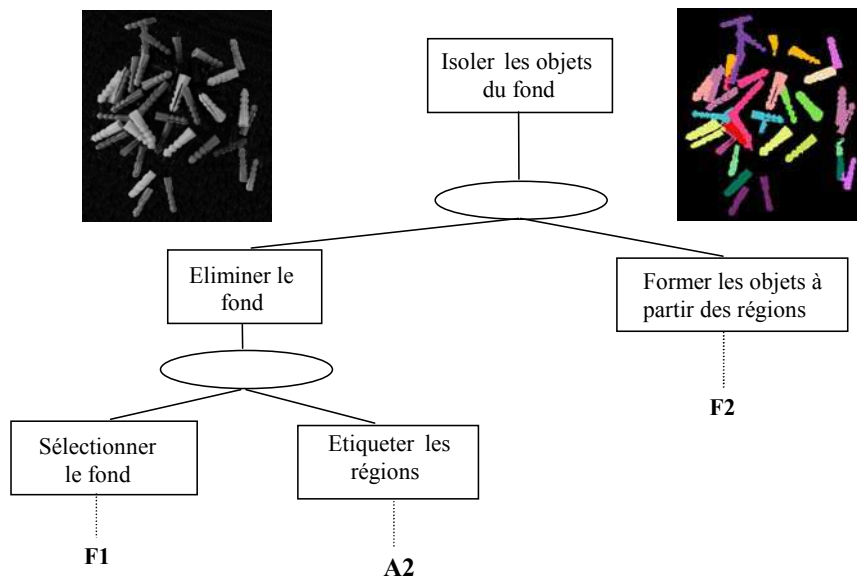 Isoler les objets
du fond
Eliminer le
fond
Former les objets à
partir des régions
F2
Sélectionner
le fond
Etiqueter les
régions
F1
A2